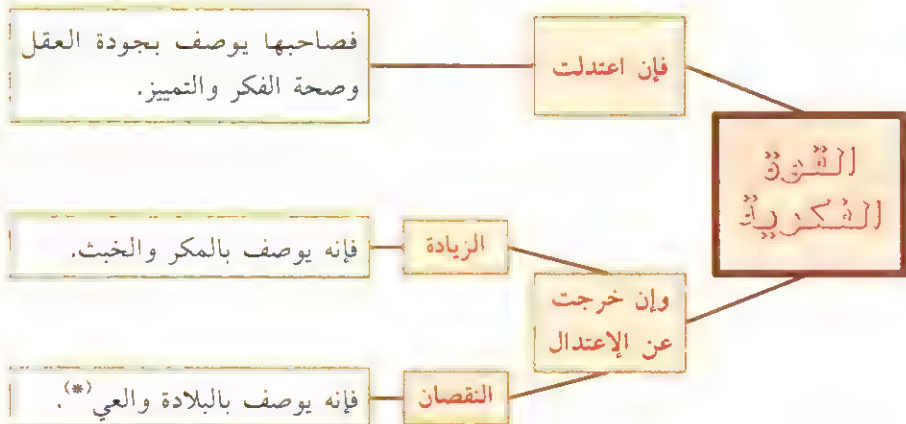 القوة
الفكرية
فإن اعتدلت
فصاحبها يوصف بجودة العقل
وصحة الفكر والتمييز.
وإن خرجت
عن الإعتدال
الزيادة
فإنه يوصف بالمكر والخبث.
النقصان
فإنه يوصف بالبلادة والعي(*).